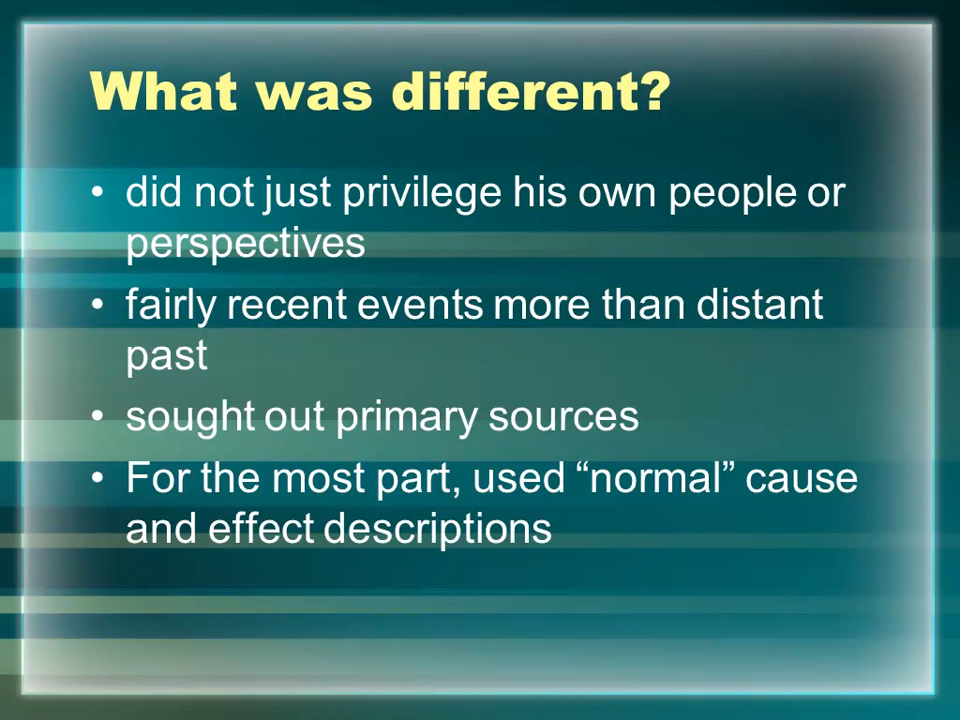 What was different?
• did not just privilege his own people or
perspectives
• fairly recent events more than distant
past
• sought out primary sources
• For the most part, used “normal” cause
and effect descriptions